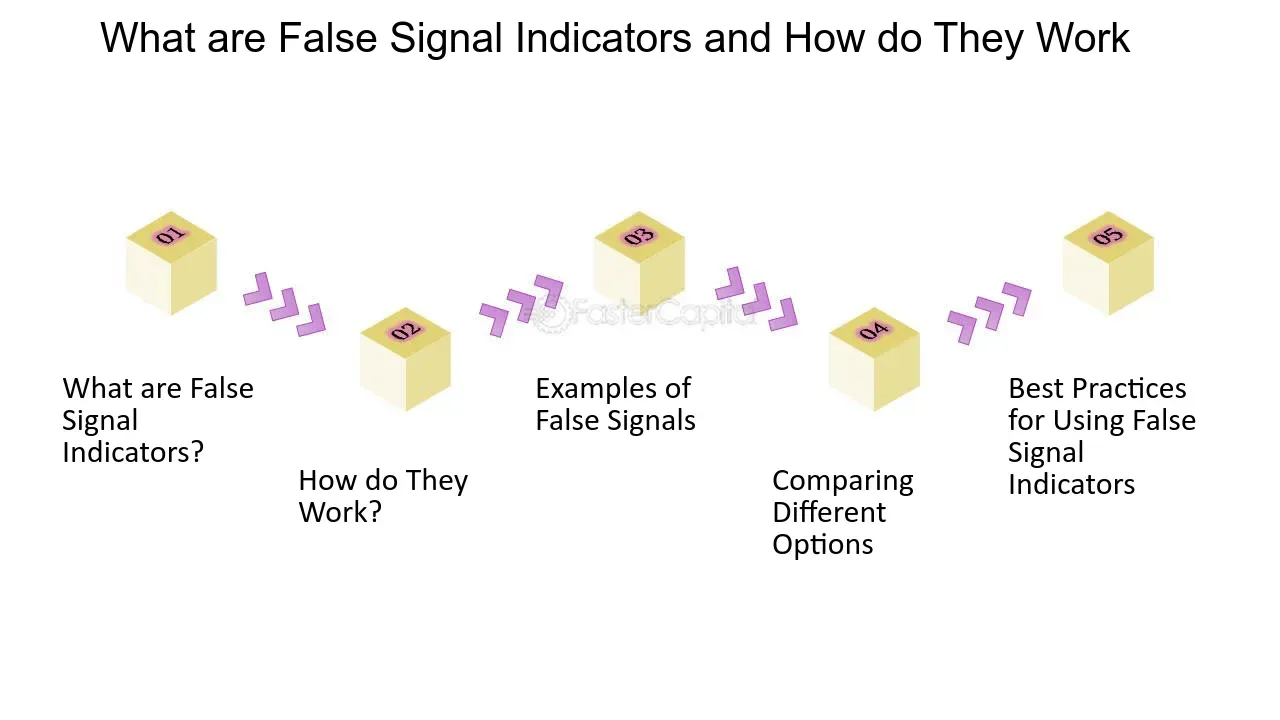 What are False Signal Indicators and How do They Work
01
What are False
Signal
Indicators?
02
How do They
Work?
03
Examples of
False Signals
04
Comparing
Different
Options
05
Best Practices
for Using False
Signal
Indicators
FasterCapital